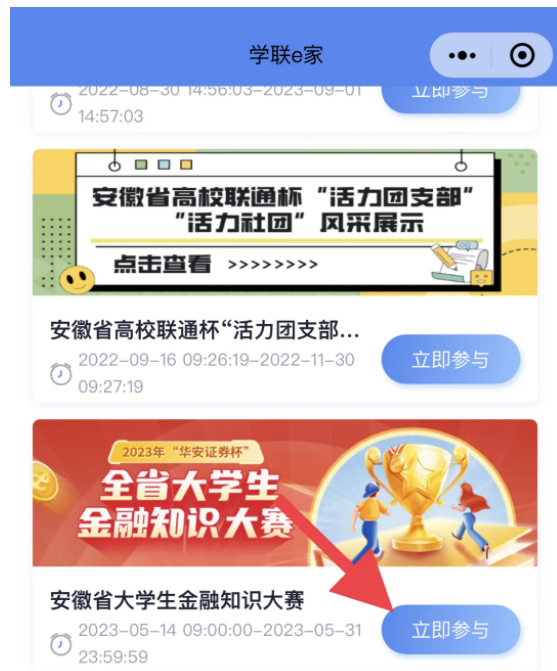 学联e家
2022-08-30 14:56:03-2023-09-01
14:57:03
立即参与
安徽省高校联通杯“活力团支部”
“活力社团”风采展示
点击查看 >>>>>>>>
安徽省高校联通杯“活力团支部...
2022-09-16 09:26:19-2022-11-30
09:27:19
立即参与
2023年“华安证券杯”
全省大学生
金融知识大赛
安徽省大学生金融知识大赛
2023-05-14 09:00:00-2023-05-31
23:59:59
立即参与